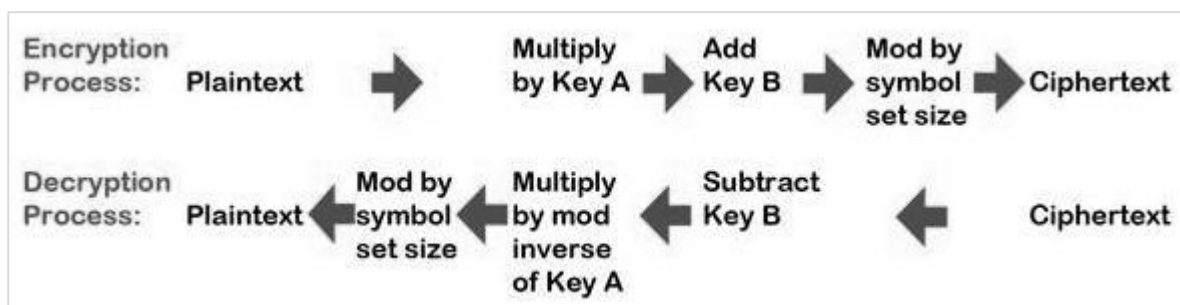 Encryption Multiply Add Mod by
Process: Plaintext by Key A Key B symbol Ciphertext
set size
Decryption Mod by Multiply Subtract
Process: Plaintext symbol by mod Key B Ciphertext
set size inverse
of Key A